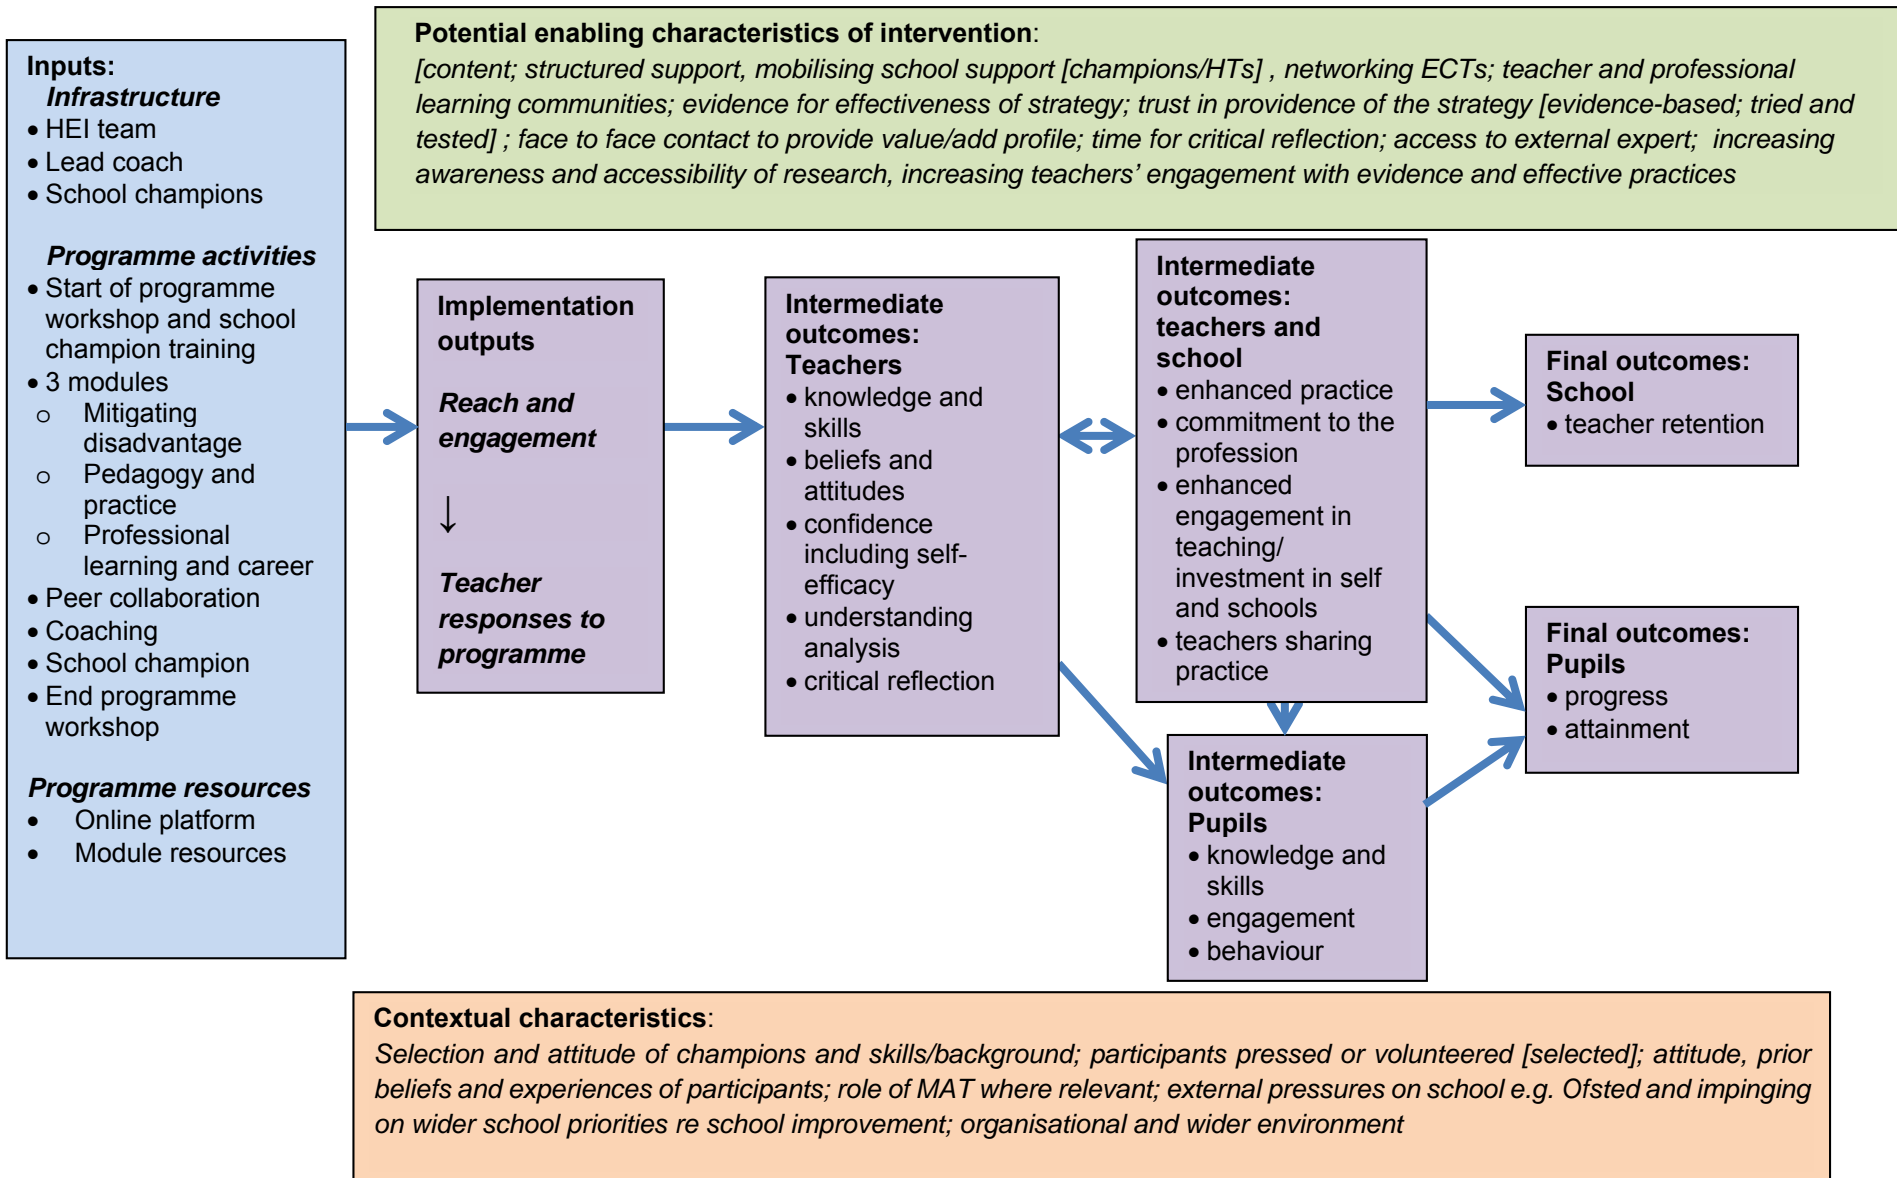 Potential enabling characteristics of intervention:
[content; structured support, mobilising school support [champions/HTs] , networking ECTs; teacher and professional
learning communities; evidence for effectiveness of strategy; trust in providence of the strategy [evidence-based; tried and
tested] ; face to face contact to provide value/add profile; time for critical reflection; access to external expert; increasing
awareness and accessibility of research, increasing teachers' engagement with evidence and effective practices
Inputs:
Infrastructure
• HEI team
• Lead coach
• School champions
Programme activities
• Start of programme
workshop and school
champion training
• 3 modules
o Mitigating
disadvantage
o Pedagogy and
practice
o Professional
learning and career
• Peer collaboration
• Coaching
• School champion
• End programme
workshop
Programme resources
• Online platform
• Module resources
Implementation
outputs
Reach and
engagement
↓
Teacher
responses to
programme
Intermediate
outcomes:
Teachers
• knowledge and
skills
• beliefs and
attitudes
• confidence
including self-
efficacy
• understanding
analysis
• critical reflection
Intermediate
outcomes:
teachers and
school
• enhanced practice
• commitment to the
profession
• enhanced
engagement in
teaching/
investment in self
and schools
• teachers sharing
practice
Intermediate
outcomes:
Pupils
• knowledge and
skills
• engagement
• behaviour
Final outcomes:
School
• teacher retention
Final outcomes:
Pupils
• progress
• attainment
Contextual characteristics:
Selection and attitude of champions and skills/background; participants pressed or volunteered [selected]; attitude, prior
beliefs and experiences of participants; role of MAT where relevant; external pressures on school e.g. Ofsted and impinging
on wider school priorities re school improvement; organisational and wider environment